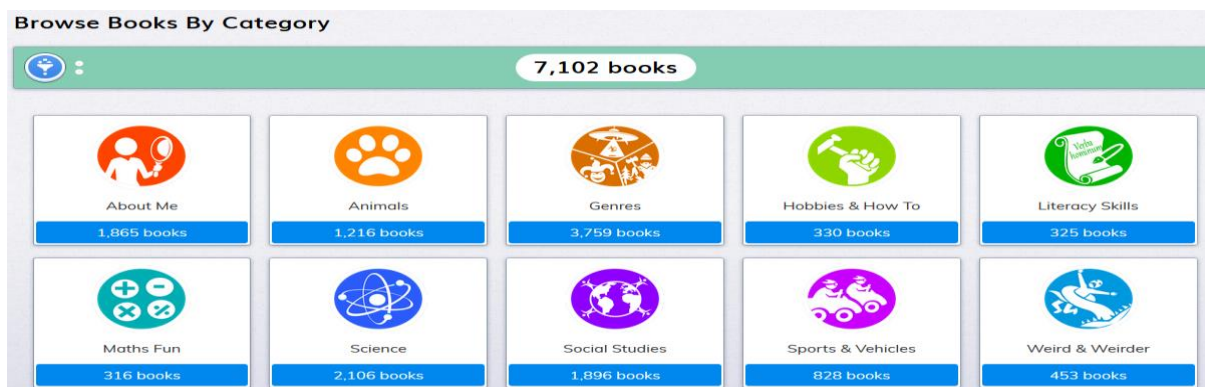 Browse Books By Category
7,102 books
About Me
Animals
Genres
Hobbies & How To
Literacy Skills
1,865 books
1,216 books
3,759 books
330 books
325 books
Maths Fun
Science
Social Studies
Sports & Vehicles
Weird & Weirder
316 books
2,106 books
1,896 books
828 books
453 books